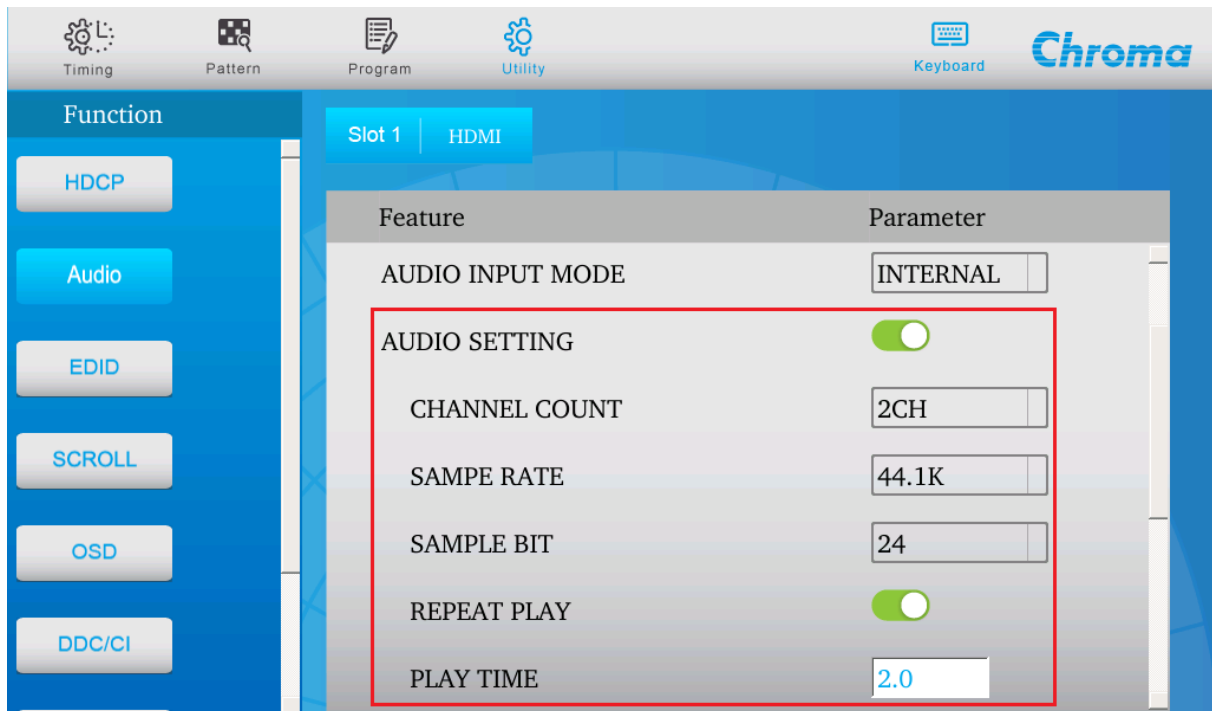 Timing Pattern Program Utility Keyboard Chroma
Function
Slot 1 HDMI
HDCP
Audio
EDID
SCROLL
OSD
DDC/CI
Feature Parameter
AUDIO INPUT MODE INTERNAL
AUDIO SETTING
CHANNEL COUNT 2CH
SAMPE RATE 44.1K
SAMPLE BIT 24
REPEAT PLAY
PLAY TIME 2.0